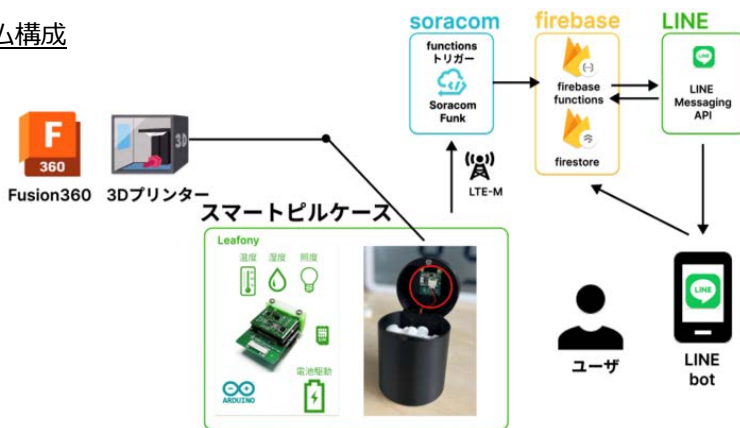 ム構成
soracom
functions
トリガー
Soracom
Funk
firebase
firebase
functions
firestore
LINE
LINE
Messaging
API
LTE-M
F
360
Fusion360
3D
3Dプリンター
スマートピルケース
Leafony
温度 湿度 照度
SIM
電池駆動
ARDUINO
ユーザ
LINE
LINE
bot